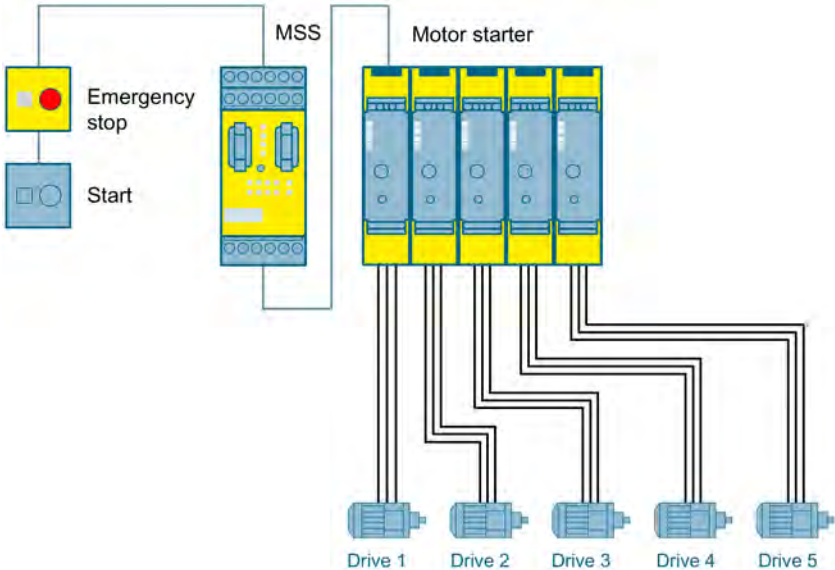 MSS
Motor starter
Emergency
stop
Start
Drive 1
Drive 2
Drive 3
Drive 4
Drive 5